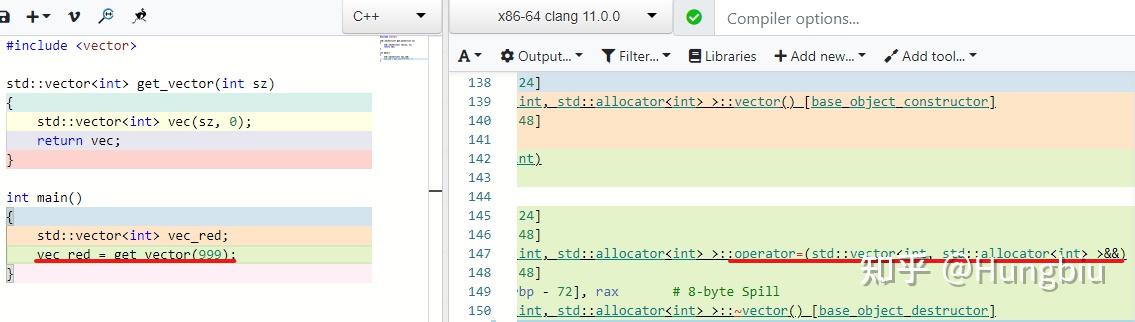 C++
x86-64 clang 11.0.0
Compiler options...
A
Output...
Filter...
Libraries
Add new...
Add tool...
#include <vector>
std::vector<int> get_vector(int sz)
{
std::vector<int> vec(sz, 0);
return vec;
}
int main()
{
std::vector<int> vec_red;
vec_red = get_vector(999);
}
138 24]
139 int, std::allocator<int> >::vector() [base_object_constructor]
140 48]
141
142 nt)
143
144
145 24]
146 48]
147 int, std::allocator<int> >::operator=(std::vector<int, std::allocator<int> >&&)
148 48]
149 rbp - 72], rax # 8-byte Spill
150 int, std::allocator<int> >::~vector() [base_object_destructor]
知乎 @Hungbiu